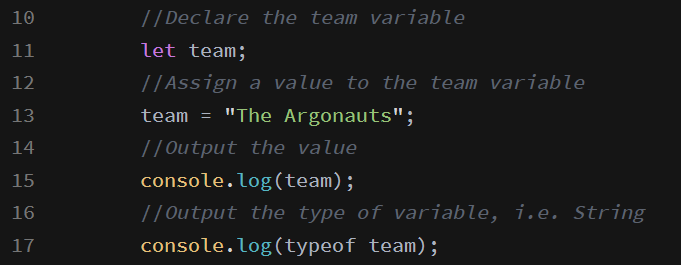 10 //Declare the team variable
11 let team;
12 //Assign a value to the team variable
13 team = "The Argonauts";
14 //Output the value
15 console.log(team);
16 //Output the type of variable, i.e. String
17 console.log(typeof team);